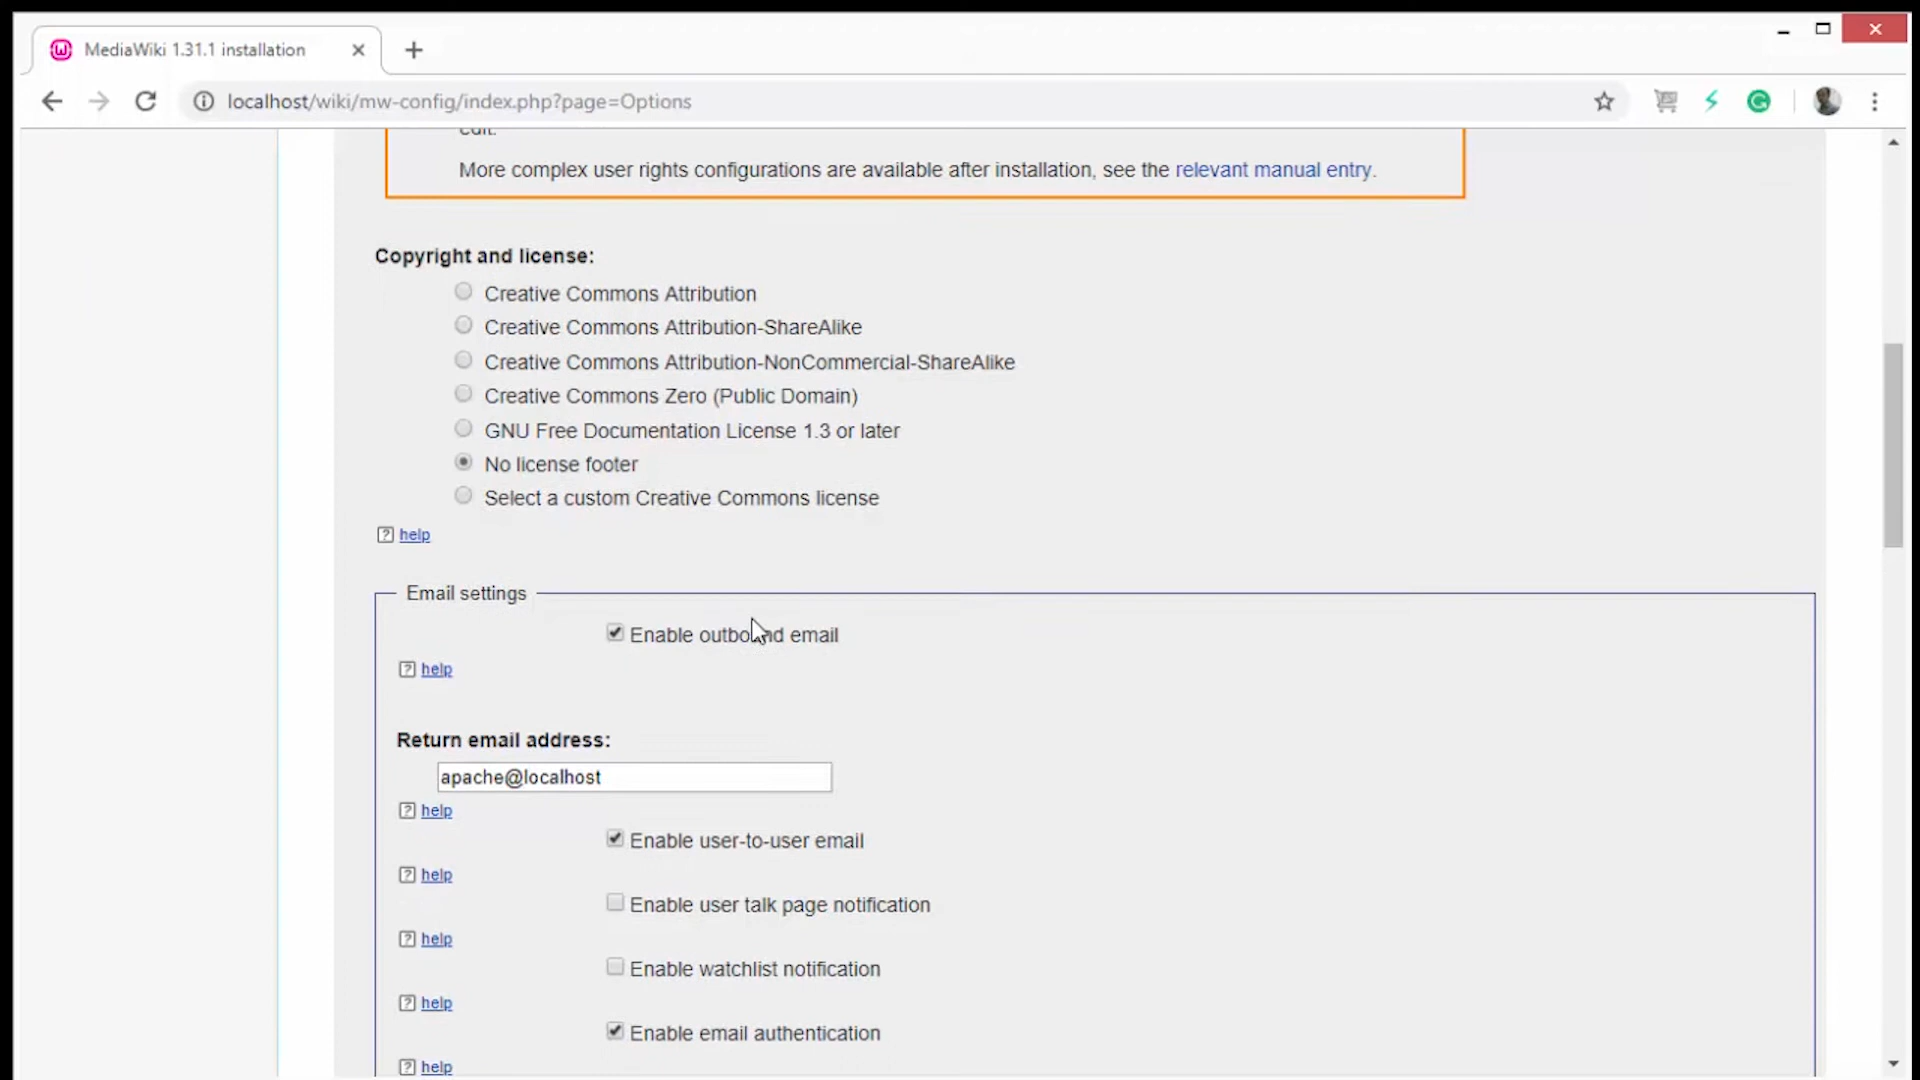 MediaWiki 1.31.1 installation
localhost/wiki/mw-config/index.php?page=Options
edit.
More complex user rights configurations are available after installation, see the relevant manual entry.
Copyright and license:
Creative Commons Attribution
Creative Commons Attribution-ShareAlike
Creative Commons Attribution-NonCommercial-ShareAlike
Creative Commons Zero (Public Domain)
GNU Free Documentation License 1.3 or later
No license footer
Select a custom Creative Commons license
? help
Email settings
Enable outbound email
? help
Return email address:
apache@localhost
? help
Enable user-to-user email
? help
Enable user talk page notification
? help
Enable watchlist notification
? help
Enable email authentication
? help